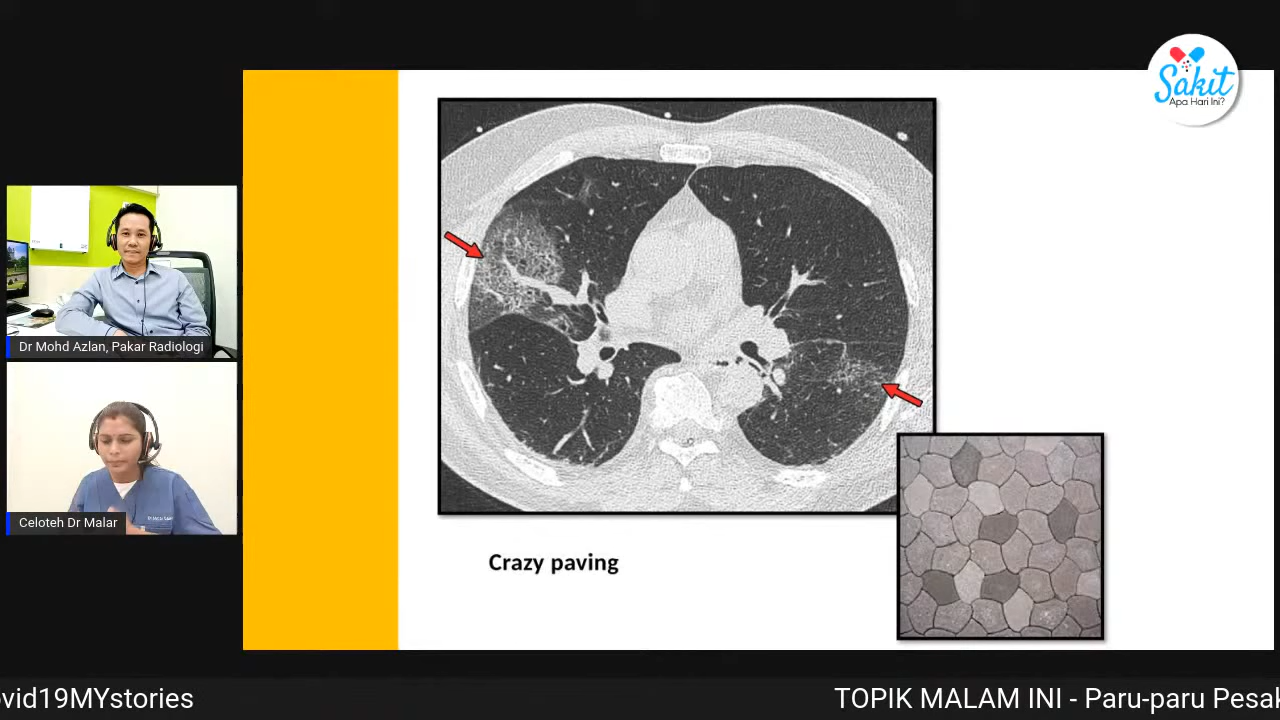 Sakit
Apa Hari Ini?
Dr Mohd Azlan, Pakar Radiologi
Celoteh Dr Malar
Crazy paving
ovid19MYstories
TOPIK MALAM INI - Paru-paru Pesak